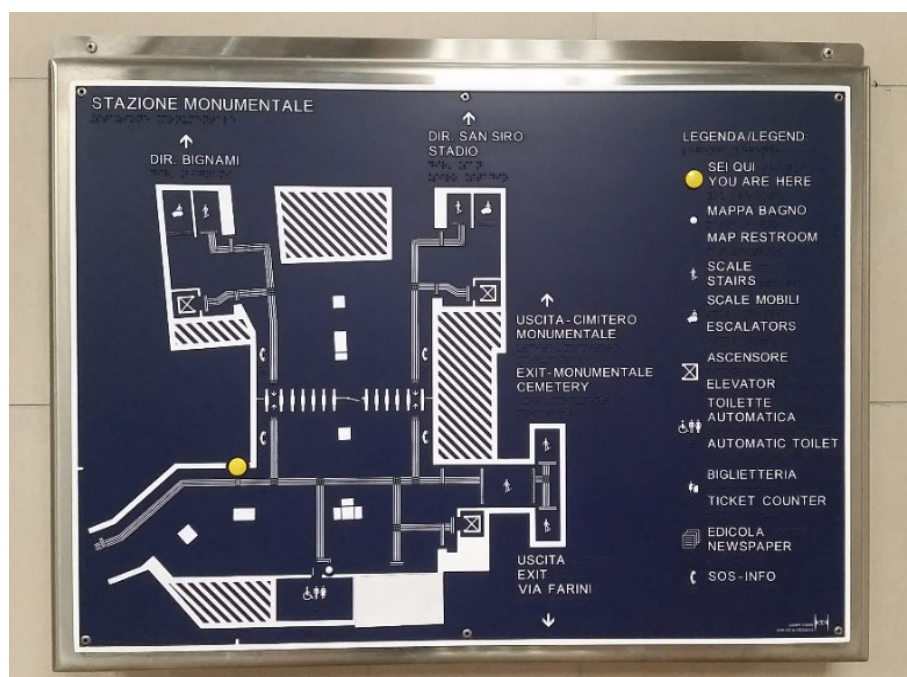 STAZIONE MONUMENTALE
DIR. BIGNAMI
DIR. SAN SIRO
STADIO
USCITA-CIMITERO
MONUMENTALE
EXIT-MONUMENTALE
CEMETERY
USCITA
EXIT
VIA FARINI
LEGENDA/LEGEND:
SEI QUI
YOU ARE HERE
MAPPA BAGNO
MAP RESTROOM
SCALE
STAIRS
SCALE MOBILI
ESCALATORS
ASCENSORE
ELEVATOR
TOILETTE
AUTOMATICA
AUTOMATIC TOILET
BIGLIETTERIA
TICKET COUNTER
EDICOLA
NEWSPAPER
SOS-INFO